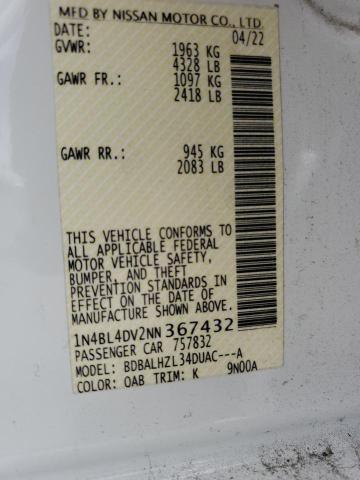 MFD BY NISSAN MOTOR CO., LTD.
DATE: 04/22
GVWR: 1963 KG
4328 LB
GAWR FR.: 1097 KG
2418 LB
GAWR RR.: 945 KG
2083 LB
THIS VEHICLE CONFORMS TO
ALL APPLICABLE FEDERAL
MOTOR VEHICLE SAFETY,
BUMPER, AND THEFT
PREVENTION STANDARDS IN
EFFECT ON THE DATE OF
MANUFACTURE SHOWN ABOVE.
1N4BL4DV2NN367432
PASSENGER CAR 757832
MODEL: BDBALHZL34DUAC---A
COLOR: QAB TRIM: K 9N00A